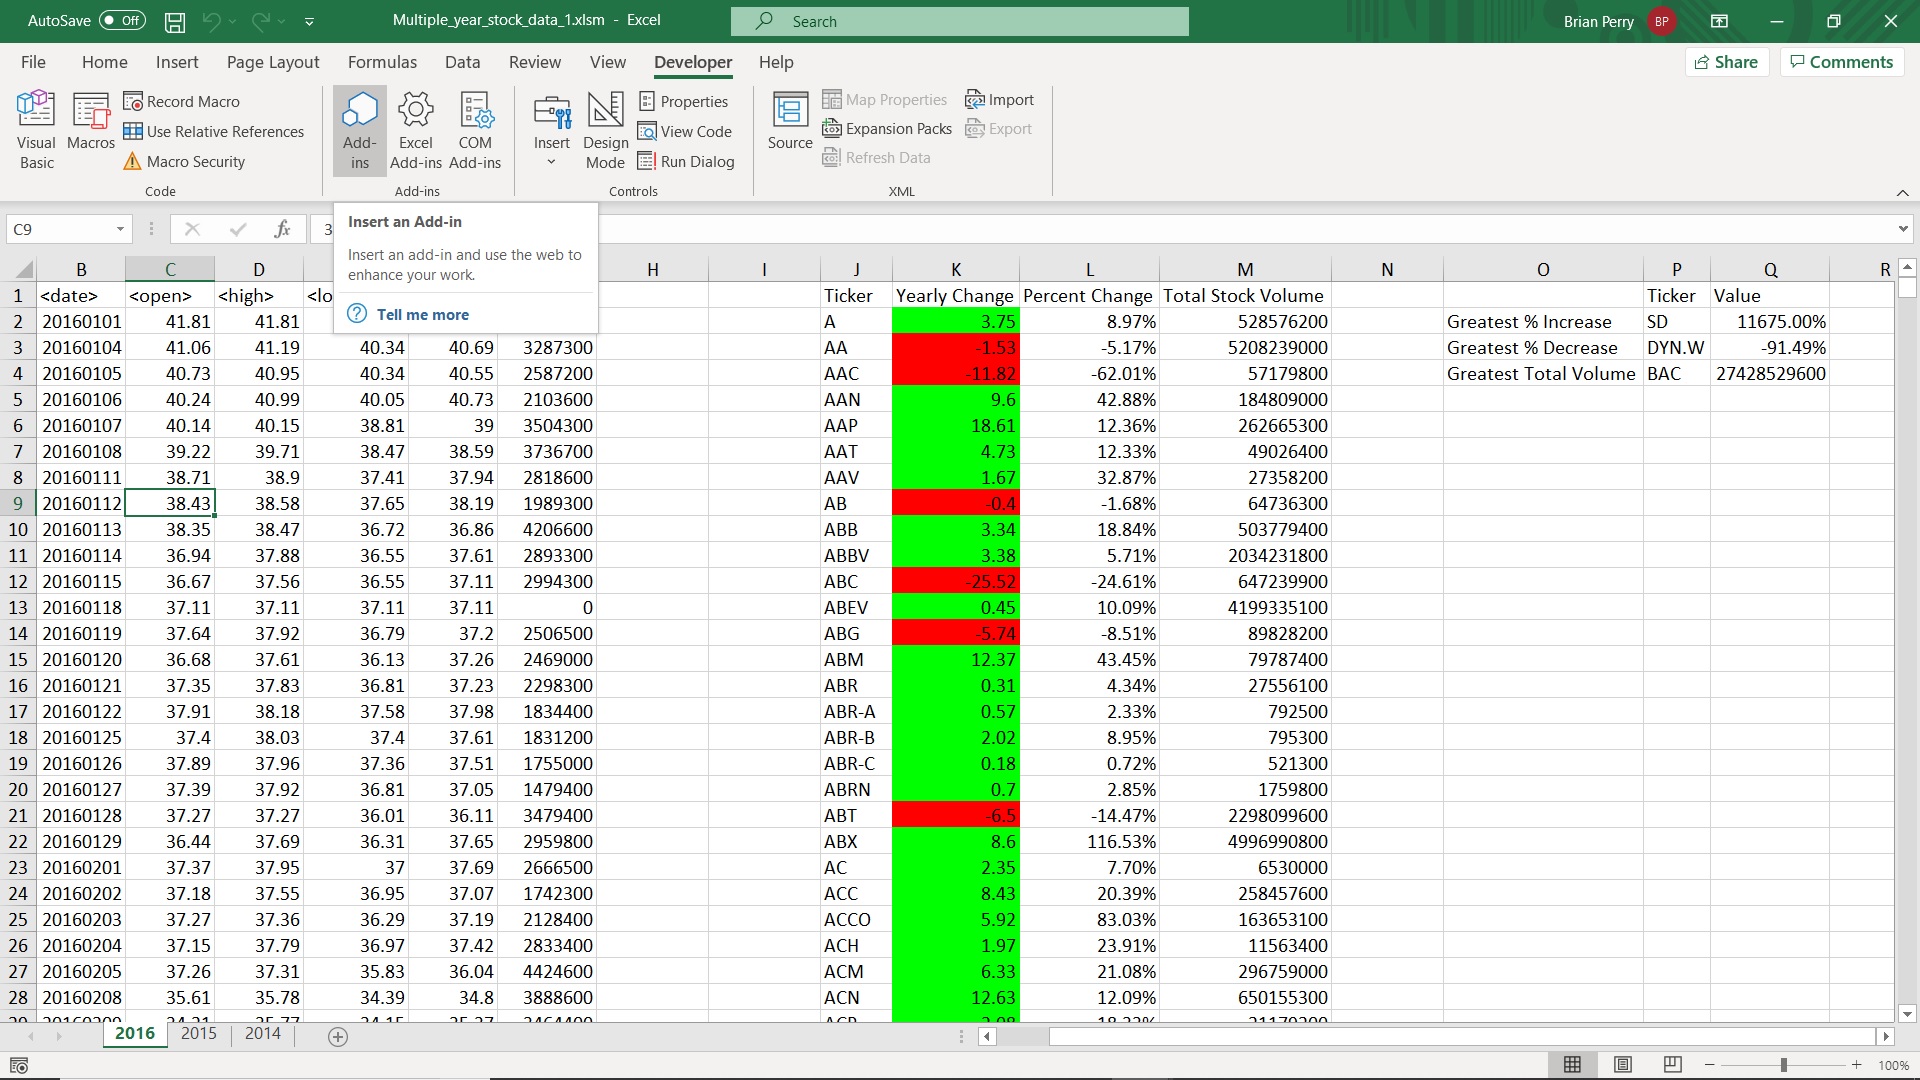 AutoSave Off Multiple_year_stock_data_1.xlsm - Excel Search Brian Perry BP
File Home Insert Page Layout Formulas Data Review View Developer Help Share Comments
Visual Basic
Macros
Record Macro
Use Relative References
Macro Security
Code
Add-ins
Excel Add-ins
COM Add-ins
Add-ins
Insert
Design Mode
Properties
View Code
Run Dialog
Controls
Source
Map Properties
Expansion Packs
Refresh Data
Import
Export
XML
C9 fx 3
Insert an Add-in
Insert an add-in and use the web to
enhance your work.
? Tell me more
B C D H I J K L M N O P Q R
1 <date> <open> <high> <lo Ticker Yearly Change Percent Change Total Stock Volume Ticker Value
2 20160101 41.81 41.81 A 3.75 8.97% 528576200 Greatest % Increase SD 11675.00%
3 20160104 41.06 41.19 40.34 40.69 3287300 AA -1.53 -5.17% 5208239000 Greatest % Decrease DYN.W -91.49%
4 20160105 40.73 40.95 40.34 40.55 2587200 AAC -11.82 -62.01% 57179800 Greatest Total Volume BAC 27428529600
5 20160106 40.24 40.99 40.05 40.73 2103600 AAN 9.6 42.88% 184809000
6 20160107 40.14 40.15 38.81 39 3504300 AAP 18.61 12.36% 262665300
7 20160108 39.22 39.71 38.47 38.59 3736700 AAT 4.73 12.33% 49026400
8 20160111 38.71 38.9 37.41 37.94 2818600 AAV 1.67 32.87% 27358200
9 20160112 38.43 38.58 37.65 38.19 1989300 AB -0.4 -1.68% 64736300
10 20160113 38.35 38.47 36.72 36.86 4206600 ABB 3.34 18.84% 503779400
11 20160114 36.94 37.88 36.55 37.61 2893300 ABBV 3.38 5.71% 2034231800
12 20160115 36.67 37.56 36.55 37.11 2994300 ABC -25.52 -24.61% 647239900
13 20160118 37.11 37.11 37.11 37.11 0 ABEV 0.45 10.09% 4199335100
14 20160119 37.64 37.92 36.79 37.2 2506500 ABG -5.74 -8.51% 89828200
15 20160120 36.68 37.61 36.13 37.26 2469000 ABM 12.37 43.45% 79787400
16 20160121 37.35 37.83 36.81 37.23 2298300 ABR 0.31 4.34% 27556100
17 20160122 37.91 38.18 37.58 37.98 1834400 ABR-A 0.57 2.33% 792500
18 20160125 37.4 38.03 37.4 37.61 1831200 ABR-B 2.02 8.95% 795300
19 20160126 37.89 37.96 37.36 37.51 1755000 ABR-C 0.18 0.72% 521300
20 20160127 37.39 37.92 36.81 37.05 1479400 ABRN 0.7 2.85% 1759800
21 20160128 37.27 37.27 36.01 36.11 3479400 ABT -6.5 -14.47% 2298099600
22 20160129 36.44 37.69 36.31 37.65 2959800 ABX 8.6 116.53% 4996990800
23 20160201 37.37 37.95 37 37.69 2666500 AC 2.35 7.70% 6530000
24 20160202 37.18 37.55 36.95 37.07 1742300 ACC 8.43 20.39% 258457600
25 20160203 37.27 37.36 36.29 37.19 2128400 ACCO 5.92 83.03% 163653100
26 20160204 37.15 37.79 36.97 37.42 2833400 ACH 1.97 23.91% 11563400
27 20160205 37.26 37.31 35.83 36.04 4424600 ACM 6.33 21.08% 296759000
28 20160208 35.61 35.78 34.39 34.8 3888600 ACN 12.63 12.09% 650155300
2016 2015 2014
100%